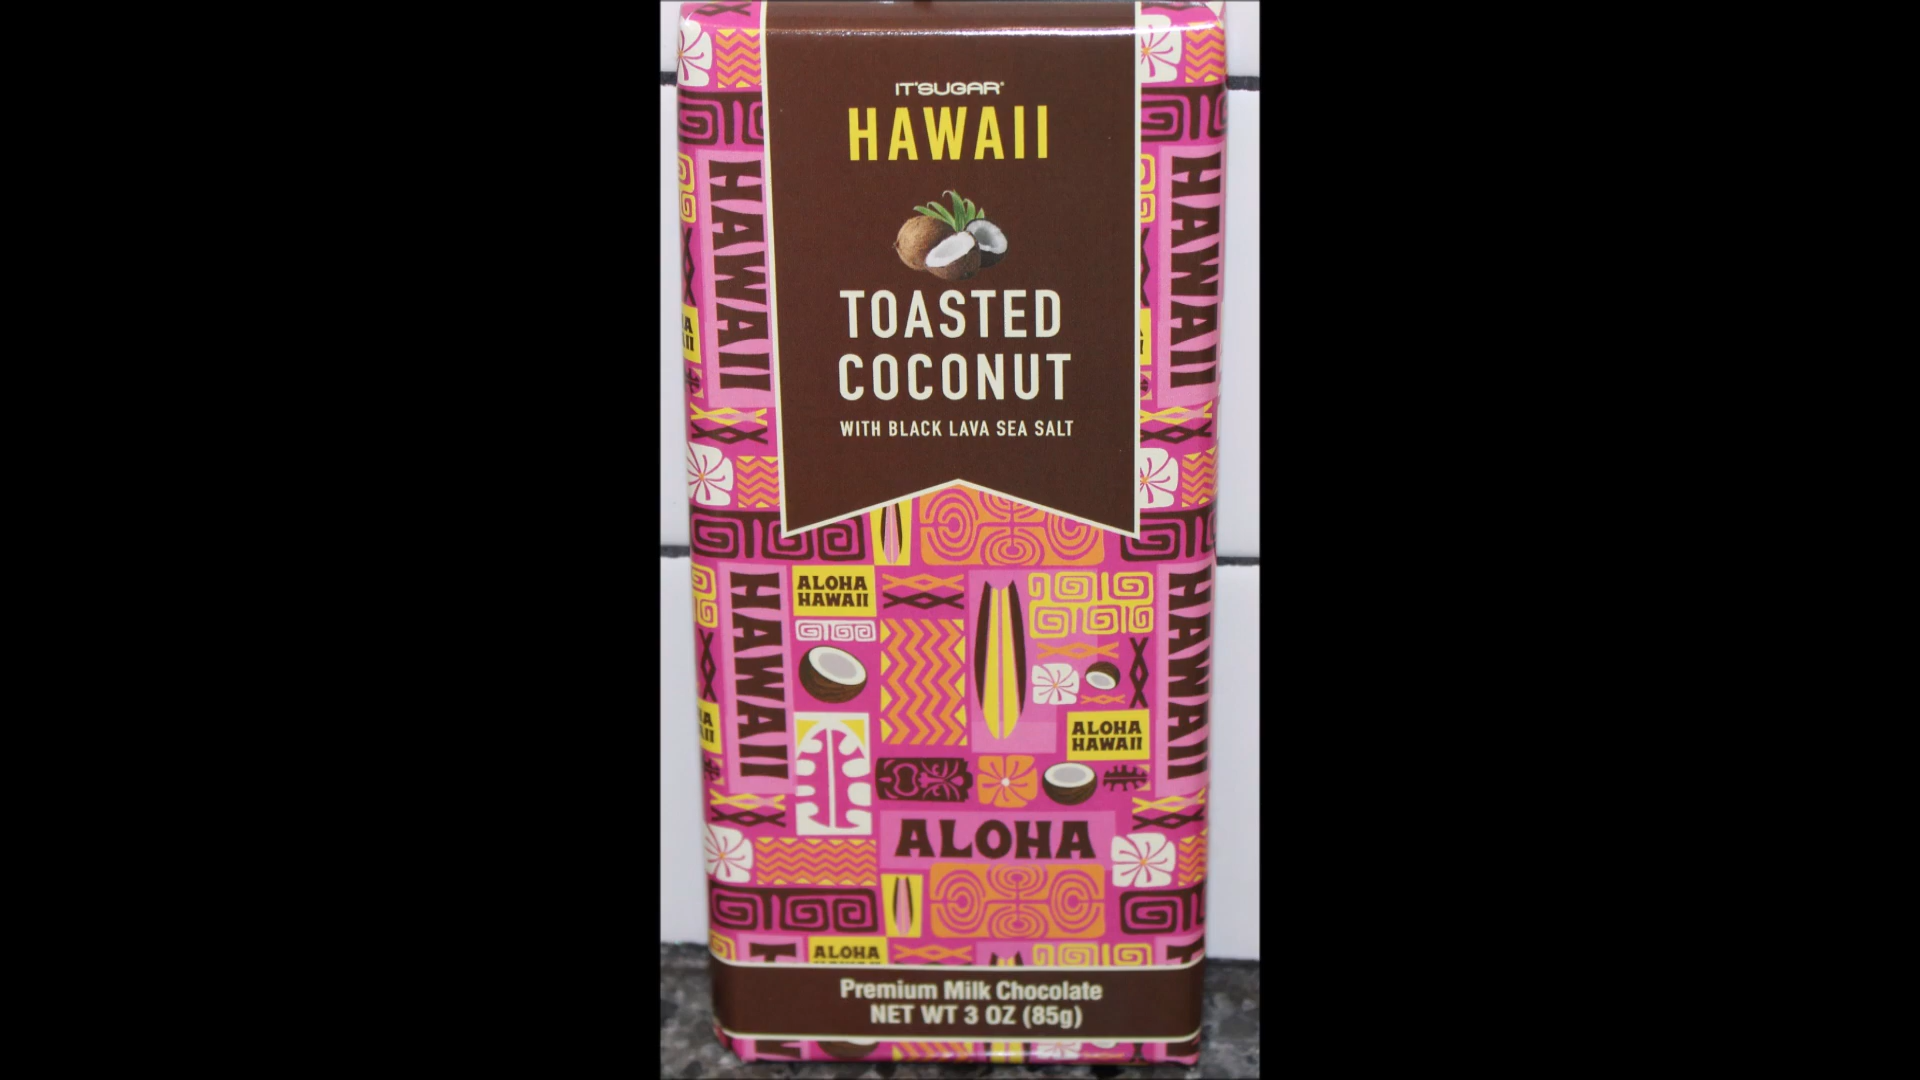 IT'SUGAR®
HAWAII
TOASTED
COCONUT
WITH BLACK LAVA SEA SALT
HAWAII
HAWAII
HAWAII
HAWAII
ALOHA
HAWAII
ALOHA
HAWAII
ALOHA
ALOHA
Premium Milk Chocolate
NET WT 3 OZ (85g)